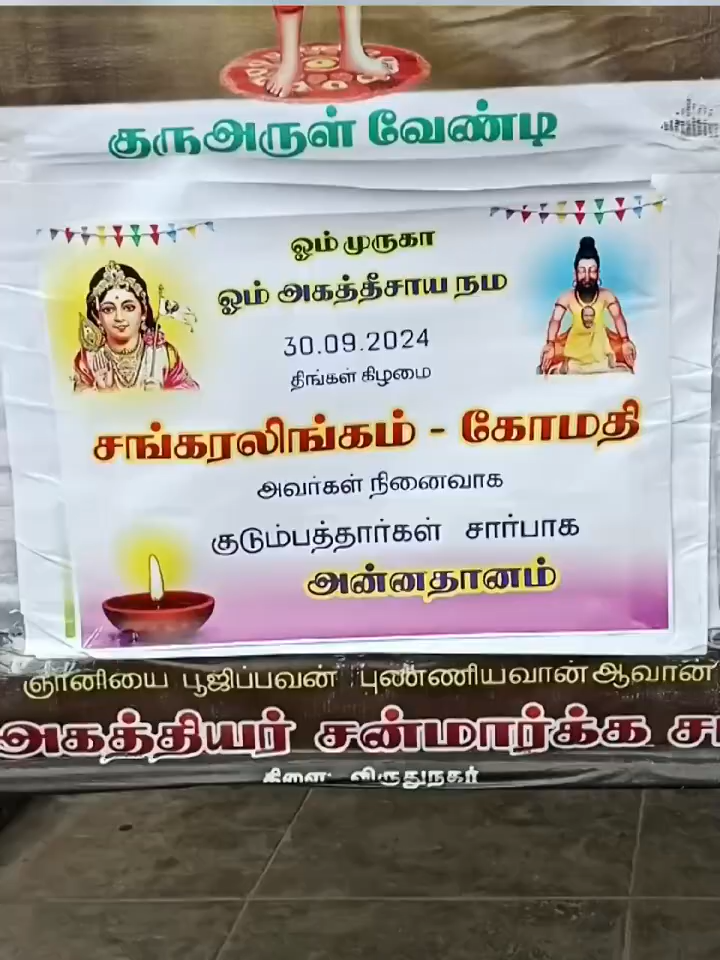 குருஅருள் வேண்டி
ஓம் முருகா
ஓம் அகத்தீசாய நம
30.09.2024
திங்கள் கிழமை
சங்கரலிங்கம் - கோமதி
அவர்கள் நினைவாக
குடும்பத்தார்கள் சார்பாக
அன்னதானம்
ஞானியை பூஜிப்பவன் புண்ணியவான் ஆவான்
அகத்தியர் சன்மார்க்க
கிளை: விருதுநகர்